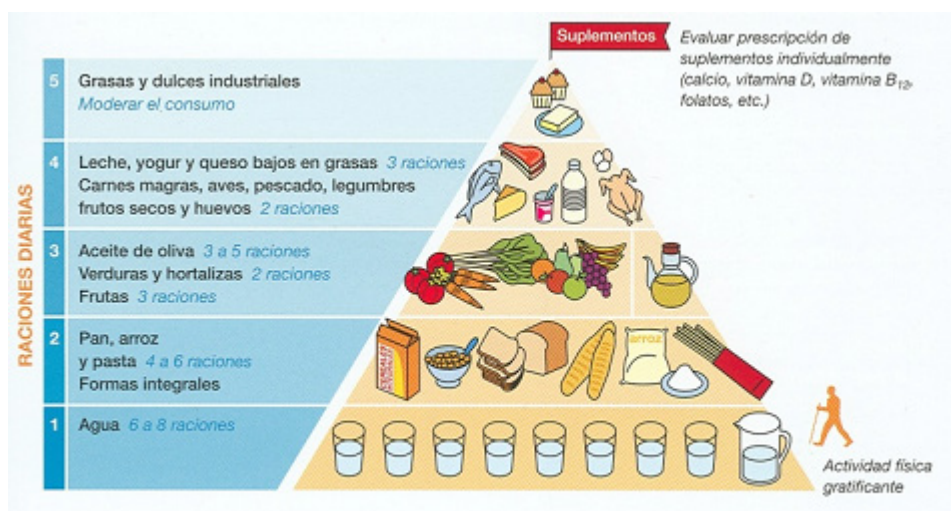 Suplementos
Evaluar prescripción de
suplementos individualmente
(calcio, vitamina D, vitamina B12,
folatos, etc.)
RACIONES DIARIAS
5 Grasas y dulces industriales
Moderar el consumo
4 Leche, yogur y queso bajos en grasas 3 raciones
Carnes magras, aves, pescado, legumbres
frutos secos y huevos 2 raciones
3 Aceite de oliva 3 a 5 raciones
Verduras y hortalizas 2 raciones
Frutas 3 raciones
2 Pan, arroz
y pasta 4 a 6 raciones
Formas integrales
arroz
1 Agua 6 a 8 raciones
Actividad física
gratificante